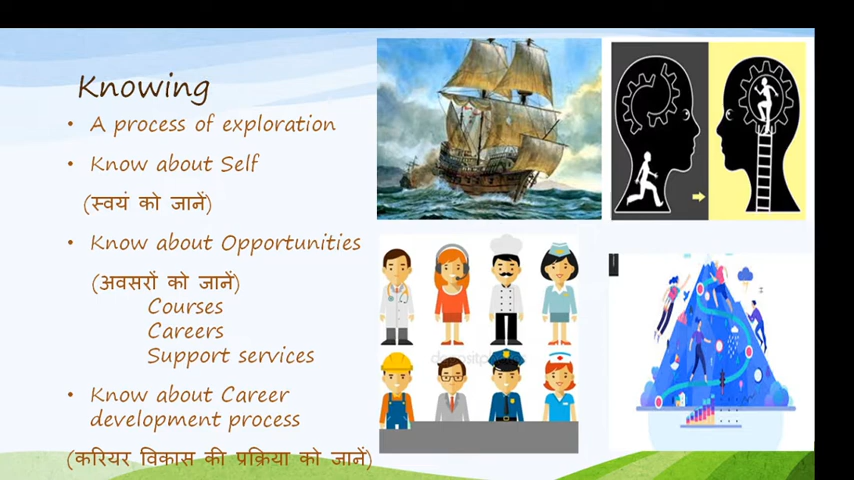 Knowing
• A process of exploration
• Know about Self
(स्वयं को जानें)
• Know about Opportunities
(अवसरों को जानें)
Courses
Careers
Support services
• Know about Career
development process
(करियर विकास की प्रक्रिया को जानें)